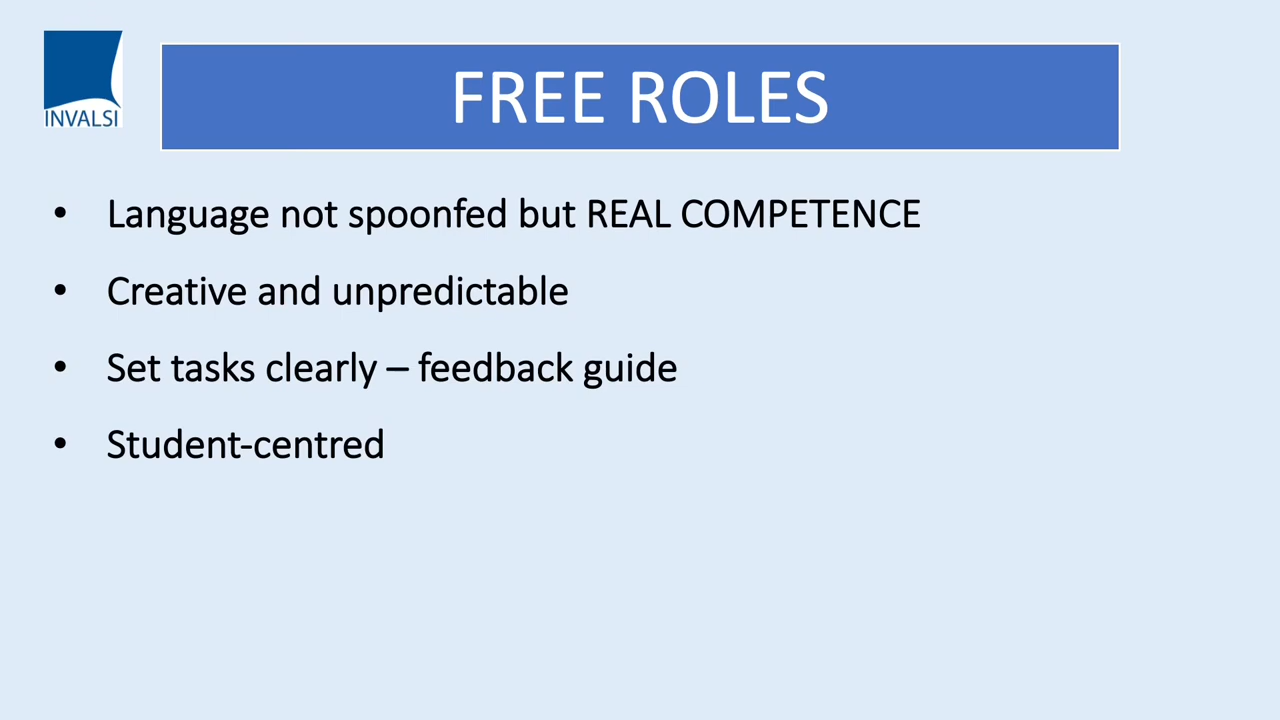 INVALSI
FREE ROLES
• Language not spoonfed but REAL COMPETENCE
• Creative and unpredictable
• Set tasks clearly – feedback guide
• Student-centred